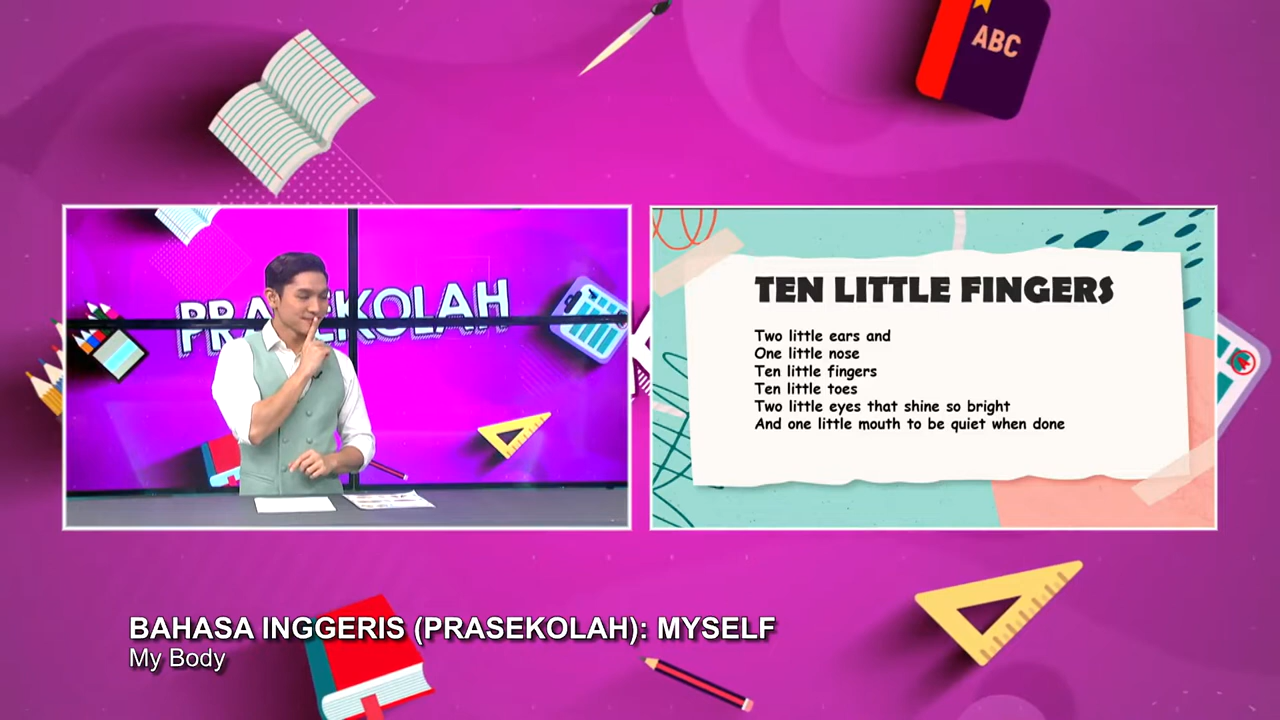 ABC
PRASEKOLAH
TEN LITTLE FINGERS
Two little ears and
One little nose
Ten little fingers
Ten little toes
Two little eyes that shine so bright
And one little mouth to be quiet when done
BAHASA INGGERIS (PRASEKOLAH): MYSELF
My Body